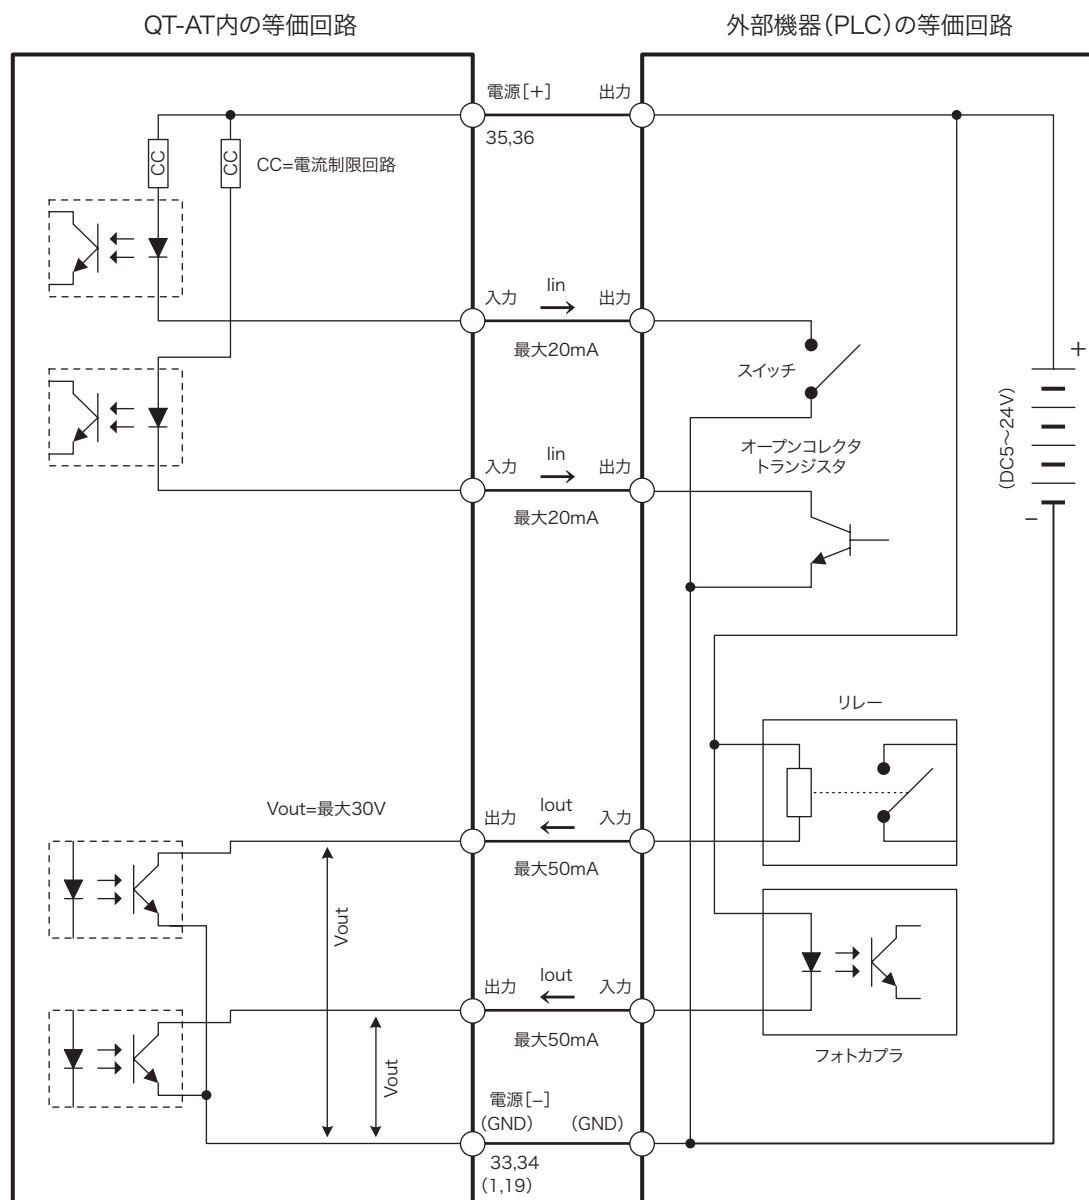 QT-AT内の等価回路
外部機器(PLC)の等価回路
電源[+]
出力
35,36
CC
CC
CC=電流制限回路
入力
Iin
出力
最大20mA
スイッチ
+
(DC5〜24V)
−
オープンコレクタ
トランジスタ
入力
Iin
出力
最大20mA
リレー
Vout=最大30V
出力
Iout
入力
最大50mA
Vout
出力
Iout
入力
最大50mA
フォトカプラ
Vout
電源[−]
(GND)
(GND)
33,34
(1,19)